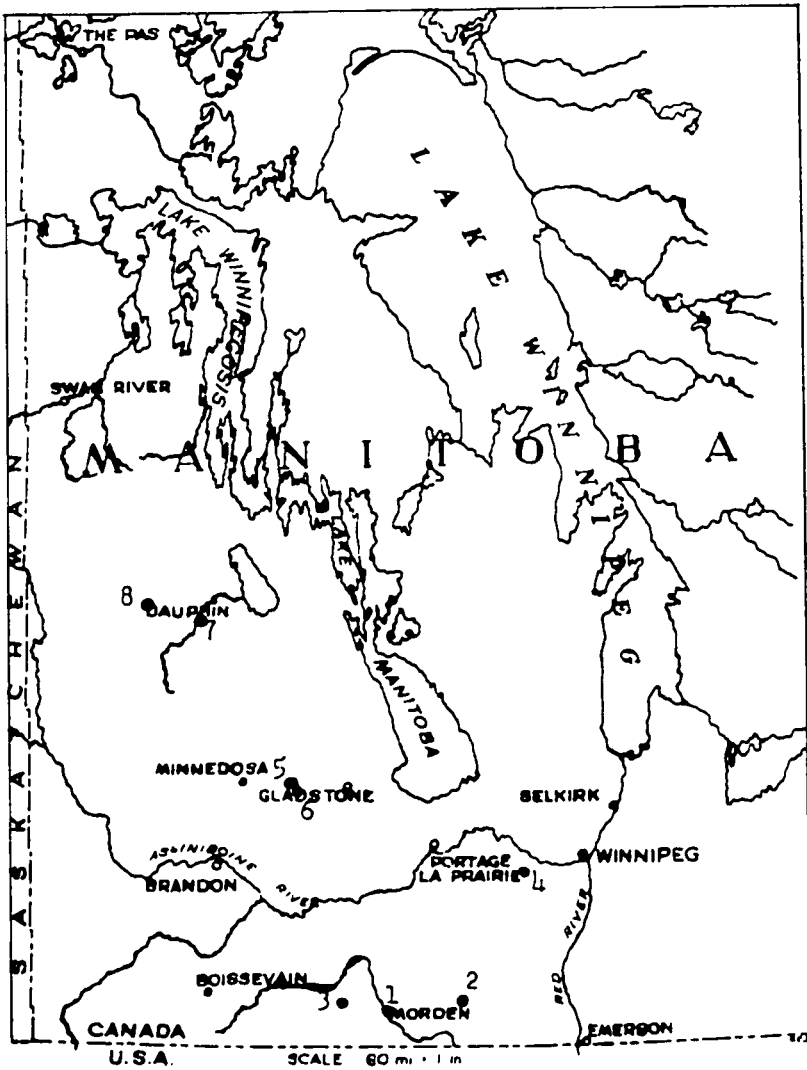 THE PAS
LAKE
WINNIPEG
LAKE WINNIPEGOSIS
SWAN RIVER
MANITOBA
SASKATCHEWAN
LAKE
MANITOBA
8
DAUPHIN
7
MINNEDOSA
5
GLADSTONE
6
SELKIRK
ASSINIBOINE
RIVER
BRANDON
PORTAGE
LA PRAIRIE
4
WINNIPEG
RED
RIVER
BOISSEVAIN
3
1
2
MORDEN
EMERSON
CANADA
U.S.A.
SCALE 60 mi = 1 in